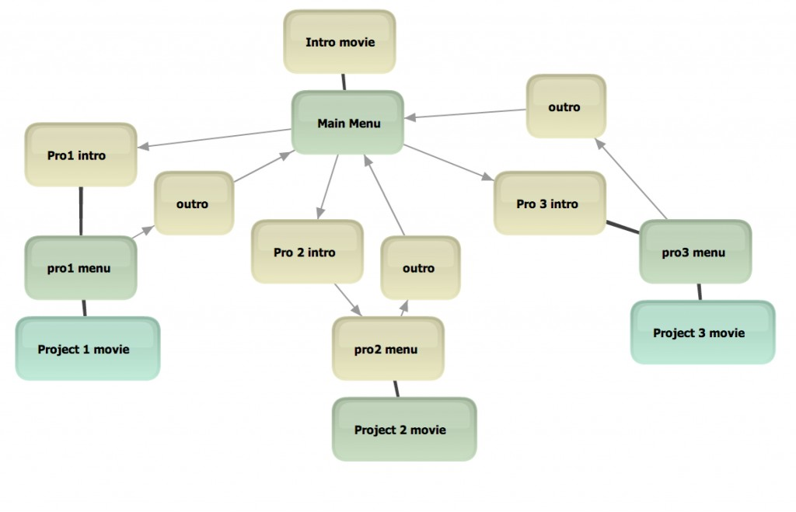 Intro movie
Main Menu
outro
Pro1 intro
outro
Pro 3 intro
Pro 2 intro
outro
pro1 menu
pro3 menu
Project 1 movie
pro2 menu
Project 3 movie
Project 2 movie